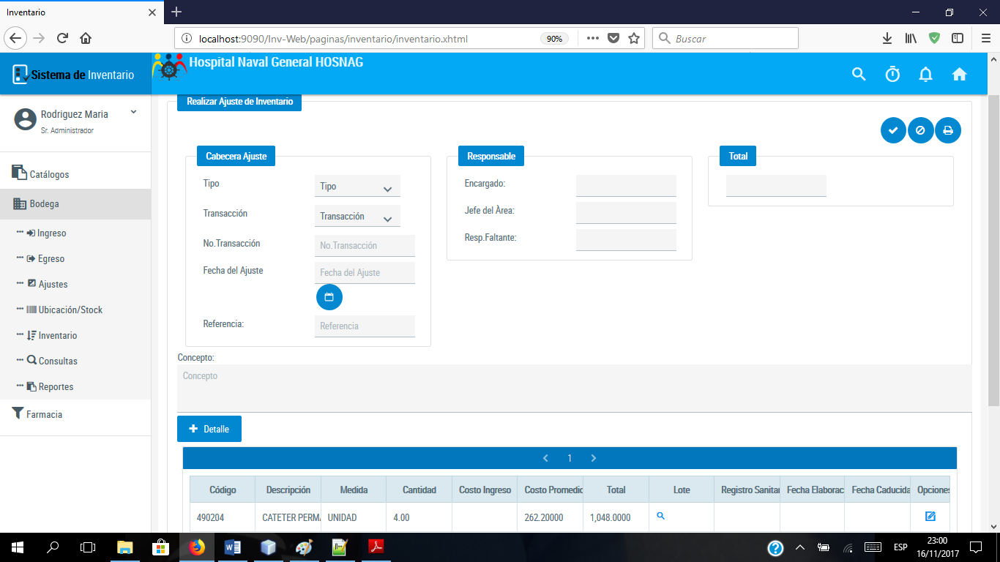 Inventario
localhost:9090/Inv-Web/paginas/inventario/inventario.xhtml
90%
Buscar
Sistema de Inventario
Hospital Naval General HOSNAG
Rodriguez Maria
Sr. Administrador
Catálogos
Bodega
Ingreso
Egreso
Ajustes
Ubicación/Stock
Inventario
Consultas
Reportes
Farmacia
Realizar Ajuste de Inventario
Cabecera Ajuste
Tipo
Tipo
Transacción
Transacción
No.Transacción
No.Transacción
Fecha del Ajuste
Fecha del Ajuste
Referencia:
Referencia
Responsable
Encargado:
Jefe del Àrea:
Resp.Faltante:
Total
Concepto:
Concepto
Detalle
1
Código Descripción Medida Cantidad Costo Ingreso Costo Promedio Total Lote Registro Sanitar Fecha Elaborac Fecha Caducida Opciones
490204 CATETER PERMA UNIDAD 4.00 262.20000 1,048.0000
ESP
23:00
16/11/2017